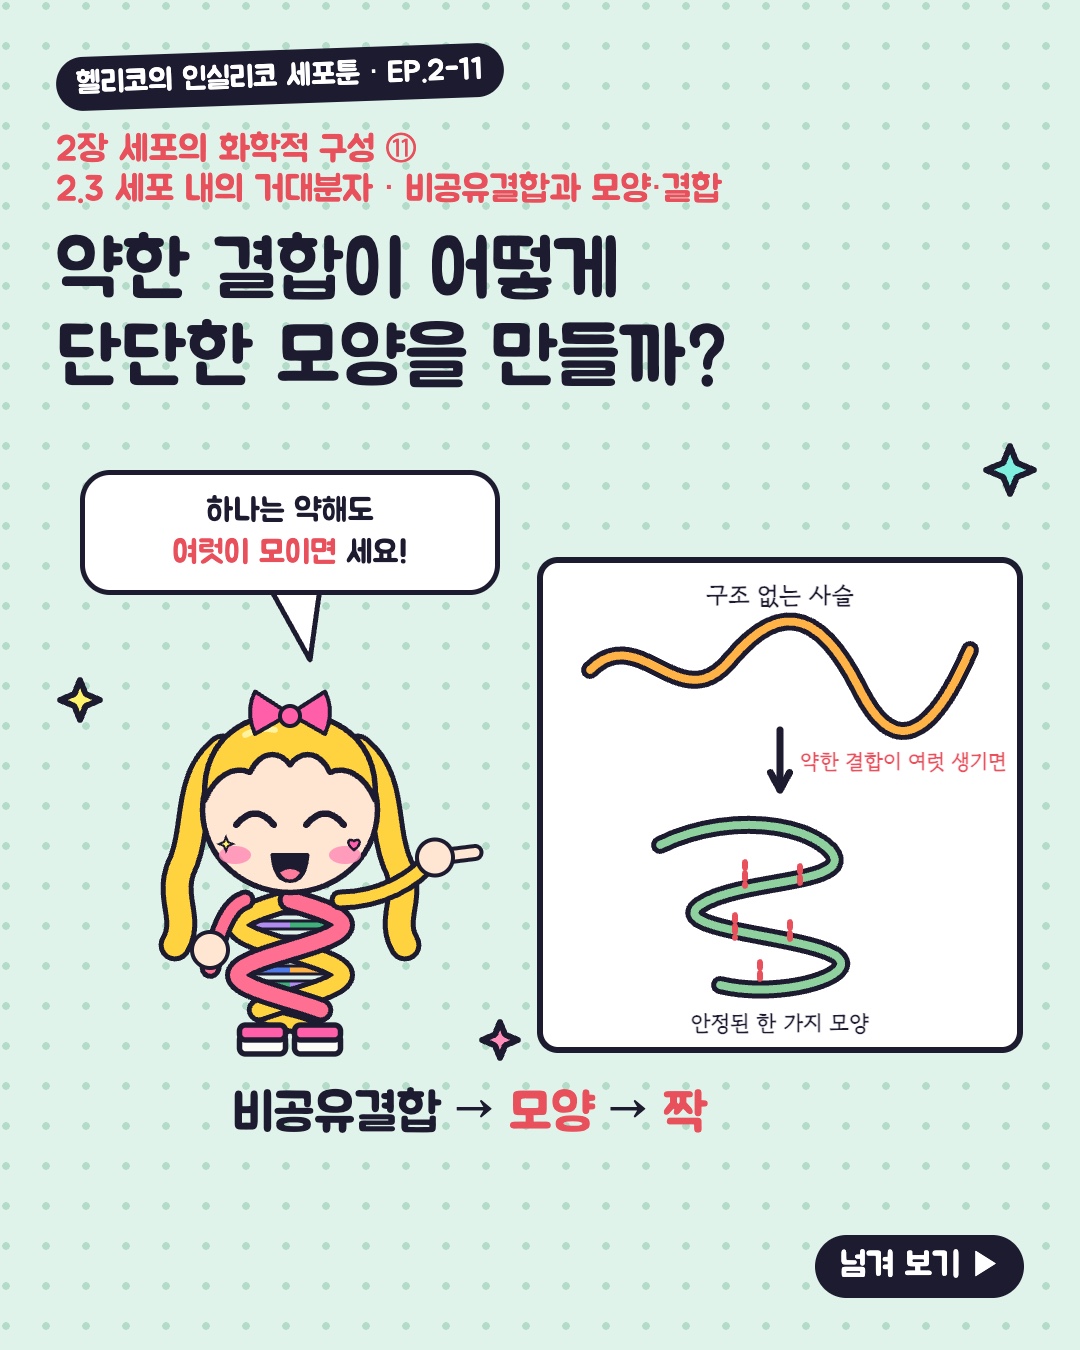 헬리코의 인실리코 세포툰 · EP.2-11
2장 세포의 화학적 구성 ⑪
2.3 세포 내의 거대분자 · 비공유결합과 모양·결합
약한 결합이 어떻게
단단한 모양을 만들까?
하나는 약해도
여럿이 모이면 세요!
구조 없는 사슬
약한 결합이 여럿 생기면
안정된 한 가지 모양
비공유결합 → 모양 → 짝
넘겨 보기 ▶